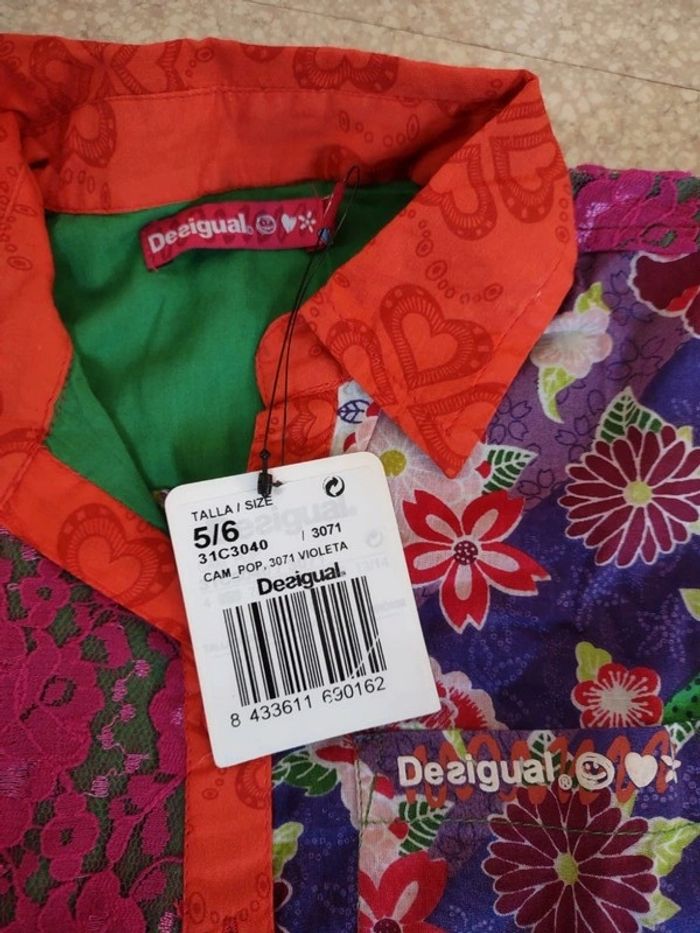 Desigual.
TALLA / SIZE
5/6
31C3040 / 3071
CAM_POP, 3071 VIOLETA
Desigual.
8 433611 690162
Desigual.®